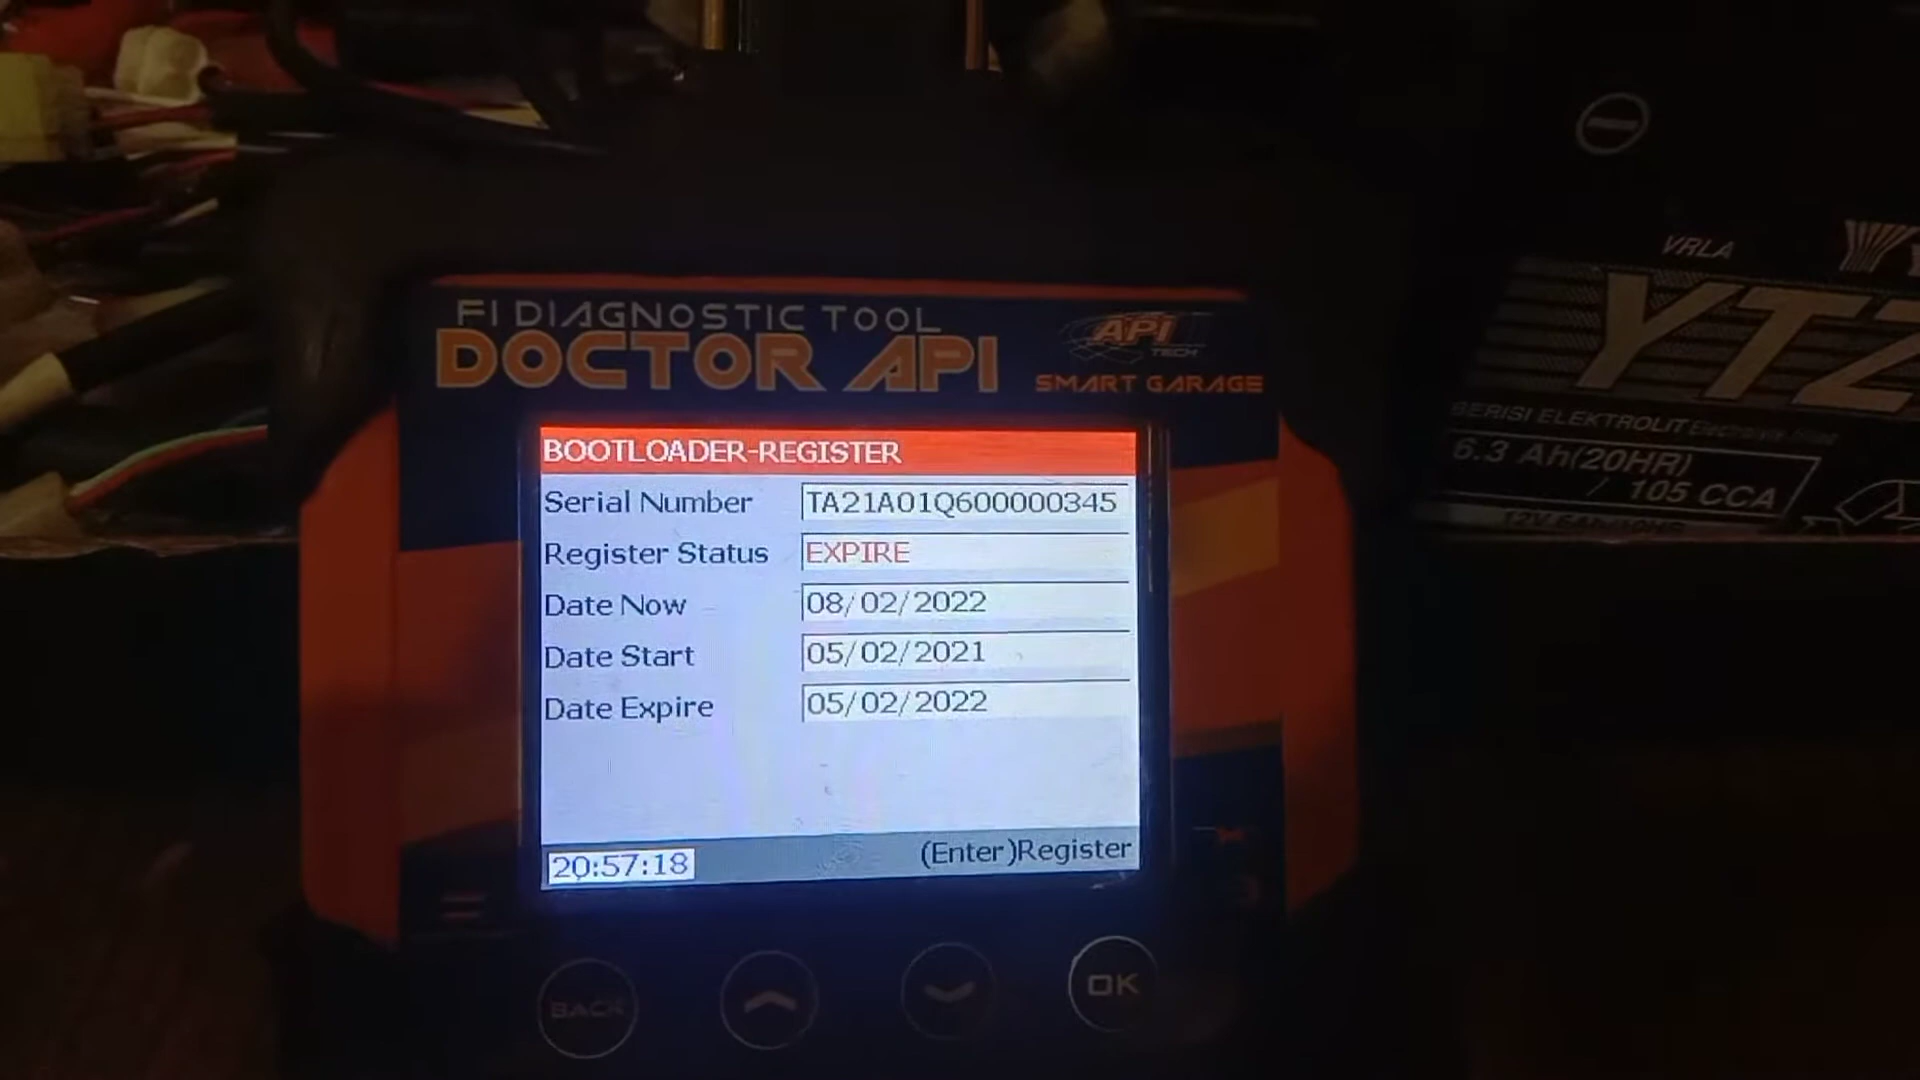 FI DIAGNOSTIC TOOL
DOCTOR API
API
TECH
SMART GARAGE
BOOTLOADER-REGISTER
Serial Number TA21A01Q600000345
Register Status EXPIRE
Date Now 08/02/2022
Date Start 05/02/2021
Date Expire 05/02/2022
20:57:18 (Enter)Register
BACK OK
VRLA
YTZ
BERISI ELEKTROLIT
6.3 Ah(20HR)
/ 105 CCA